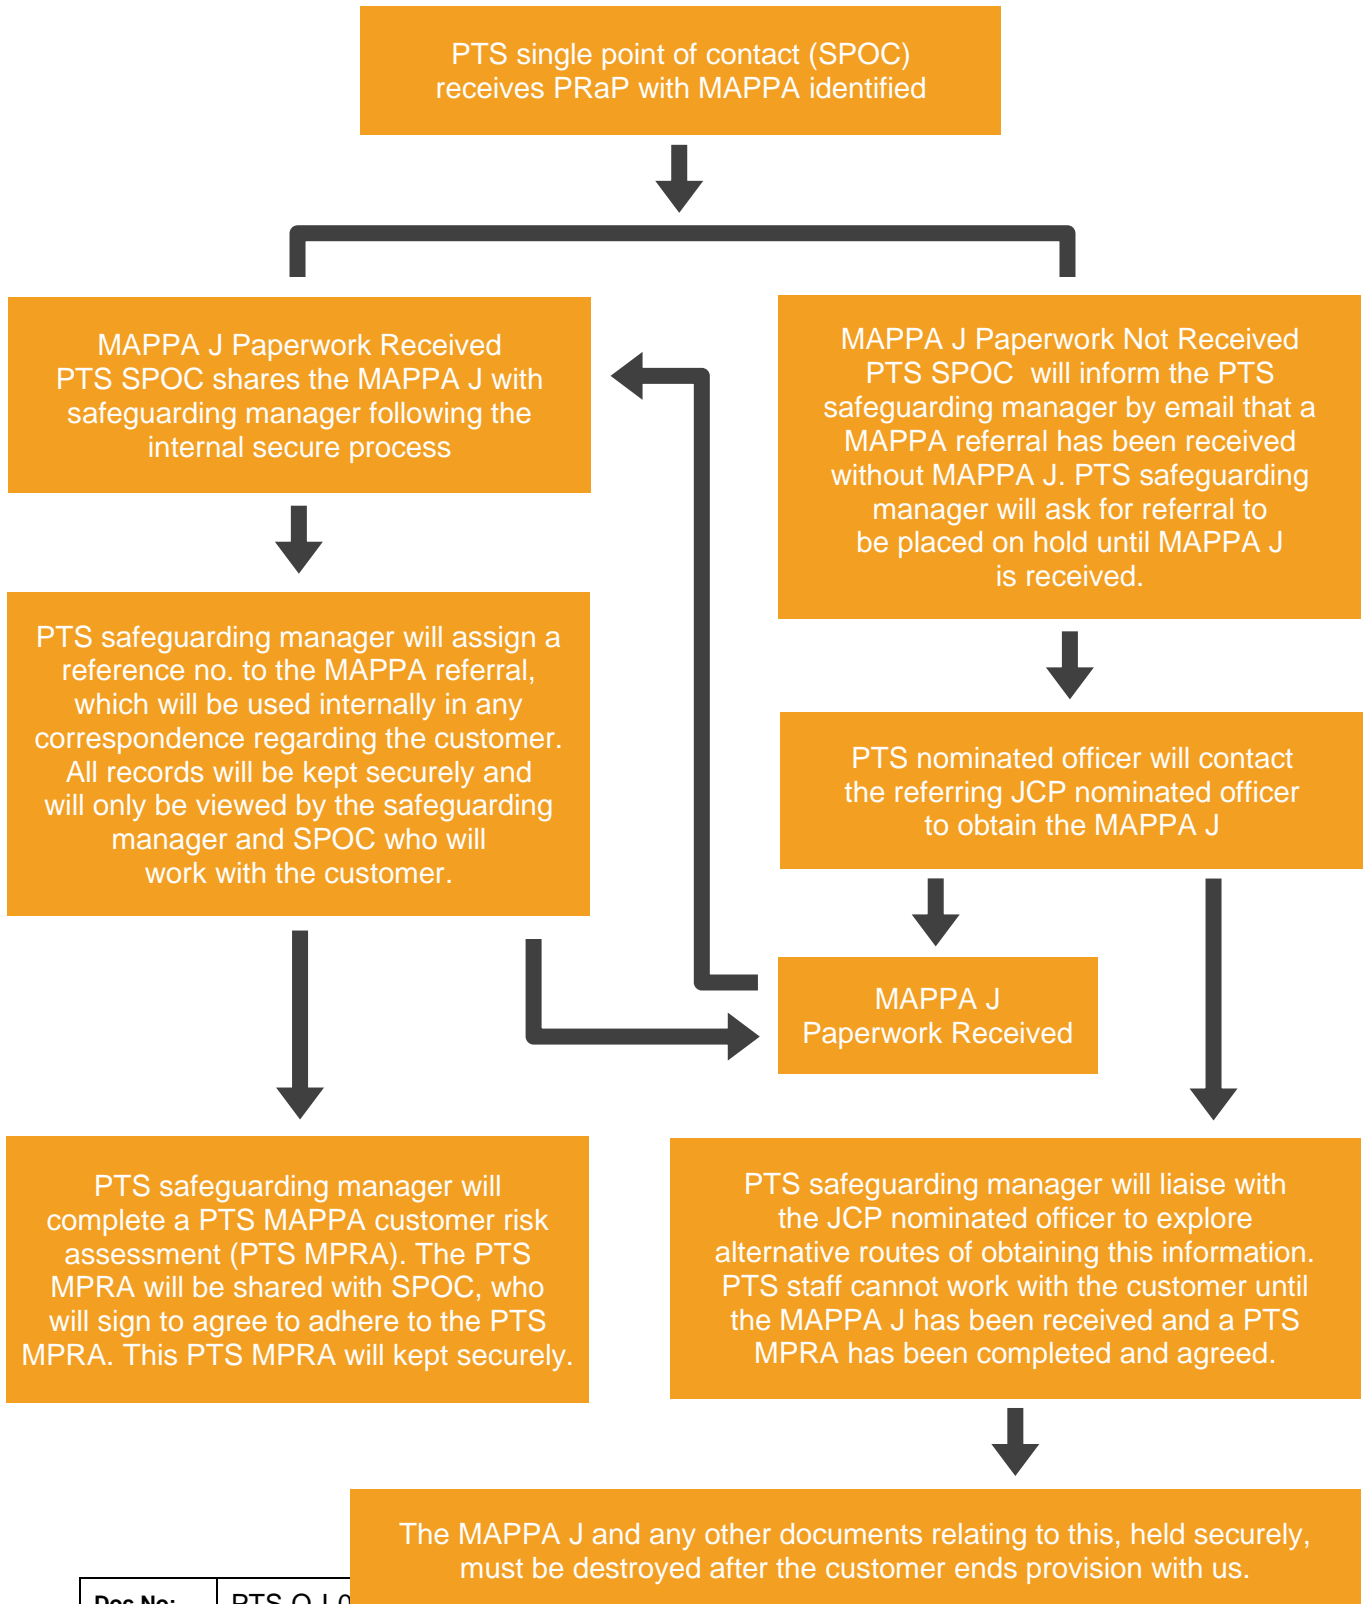 PTS single point of contact (SPOC)
receives PRaP with MAPPA identified
MAPPA J Paperwork Received
PTS SPOC shares the MAPPA J with
safeguarding manager following the
internal secure process
MAPPA J Paperwork Not Received
PTS SPOC will inform the PTS
safeguarding manager by email that a
MAPPA referral has been received
without MAPPA J. PTS safeguarding
manager will ask for referral to
be placed on hold until MAPPA J
is received.
PTS safeguarding manager will assign a
reference no. to the MAPPA referral,
which will be used internally in any
correspondence regarding the customer.
All records will be kept securely and
will only be viewed by the safeguarding
manager and SPOC who will
work with the customer.
PTS nominated officer will contact
the referring JCP nominated officer
to obtain the MAPPA J
MAPPA J
Paperwork Received
PTS safeguarding manager will
complete a PTS MAPPA customer risk
assessment (PTS MPRA). The PTS
MPRA will be shared with SPOC, who
will sign to agree to adhere to the PTS
MPRA. This PTS MPRA will kept securely.
PTS safeguarding manager will liaise with
the JCP nominated officer to explore
alternative routes of obtaining this information.
PTS staff cannot work with the customer until
the MAPPA J has been received and a PTS
MPRA has been completed and agreed.
The MAPPA J and any other documents relating to this, held securely,
must be destroyed after the customer ends provision with us.
Doc No: PTS